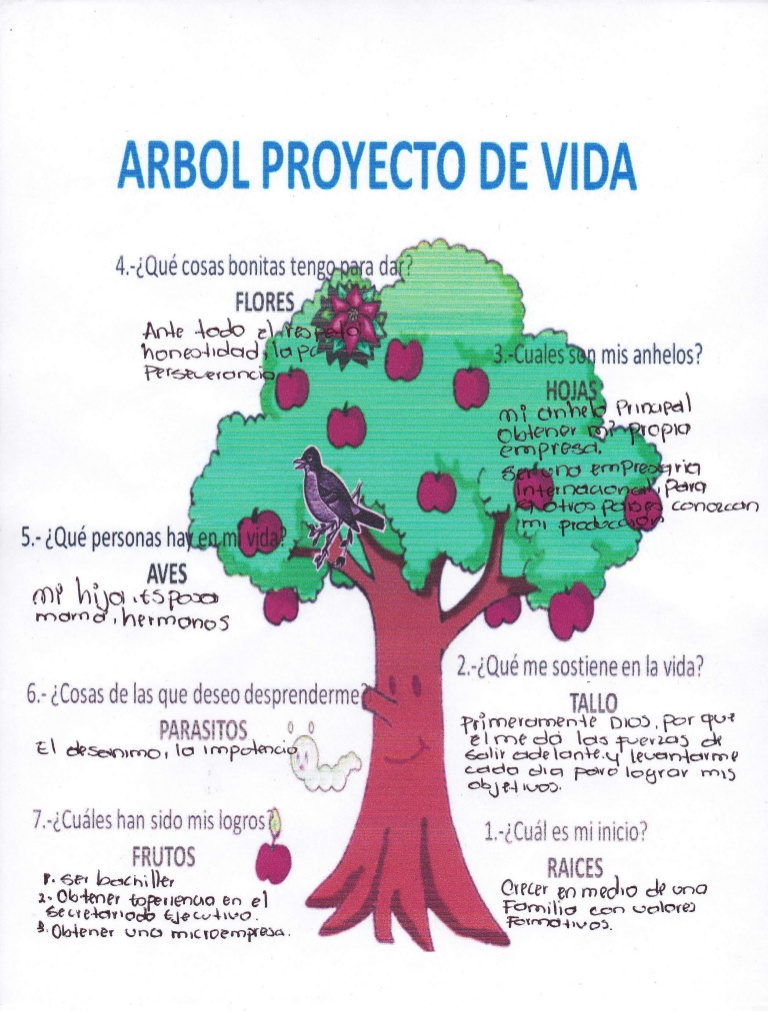 ARBOL PROYECTO DE VIDA
4.-¿Qué cosas bonitas tengo para dar?
FLORES
Ante todo el respeto
honestidad, la
Perseverancia
3.-Cuales son mis anhelos?
HOJAS
mi anhelo Principal
Obtener mi propia
empresa.
ser una empresaria
Internacional, para
otros países conozcan
mi producción
5.- ¿Qué personas hay en mi vida?
AVES
mi hija, Esposo
mama, hermanos
2.-¿Qué me sostiene en la vida?
TALLO
Primeramente DIOS, por que
El me da las fuerzas de
salir adelante y levantarme
cada dia para lograr mis
objetivos.
6.- ¿Cosas de las que deseo desprenderme?
PARASITOS
El desanimo, la impotencia
7.-¿Cuáles han sido mis logros?
FRUTOS
1. ser bachiller
2.- Obtener en el
Secretariado Ejecutivo.
3. Obtener una microempresa.
1.-¿Cuál es mi inicio?
RAICES
Crecer en medio de una
Familia con valores
Formativos.